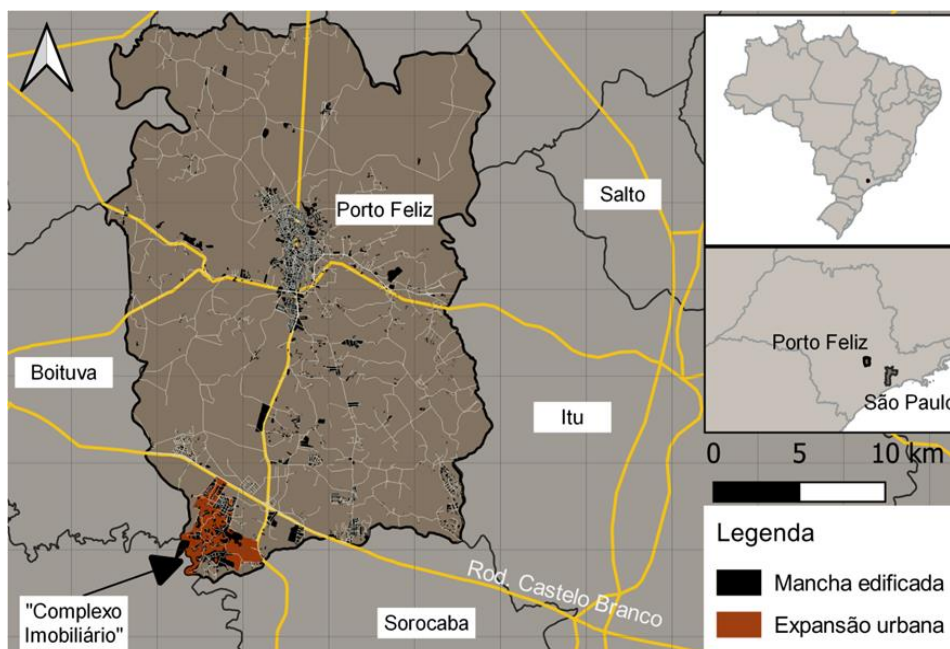 Porto Feliz
Salto
Boituva
Itu
Rod. Castelo Branco
Sorocaba
"Complexo
Imobiliário"
Porto Feliz
São Paulo
0 5 10 km
Legenda
Mancha edificada
Expansão urbana